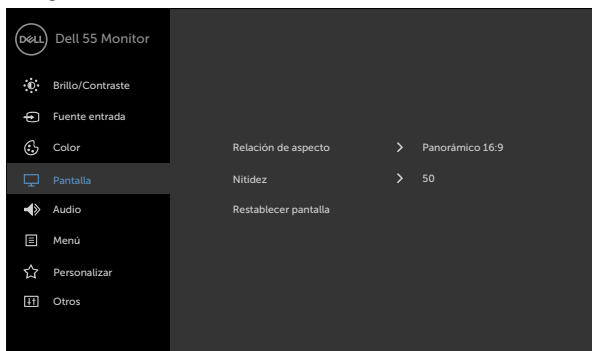 DELL
Dell 55 Monitor
Brillo/Contraste
Fuente entrada
Color
Relación de aspecto
Panorámico 16:9
Pantalla
Nitidez
50
Audio
Restablecer pantalla
Menú
Personalizar
Otros